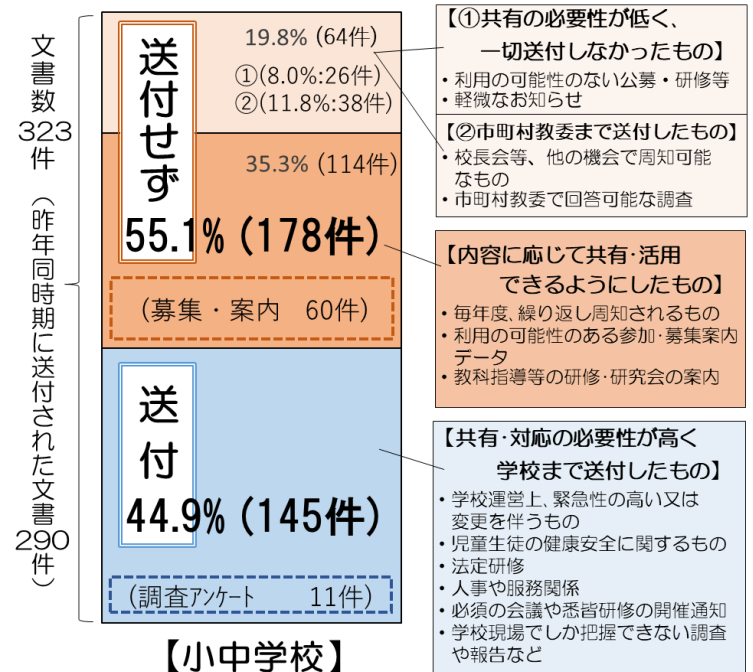 文書数
323
件
(昨年同時期に送付された文書
290
件)
送付せず
19.8% (64件)
①(8.0%:26件)
②(11.8%:38件)
35.3% (114件)
55.1% (178件)
(募集・案内 60件)
送付
44.9% (145件)
(調査アンケート 11件)
【小中学校】
【①共有の必要性が低く、
一切送付しなかったもの】
・利用の可能性のない公募・研修等
・軽微なお知らせ
【②市町村教委まで送付したもの】
・校長会等、他の機会で周知可能
なもの
・市町村教委で回答可能な調査
【内容に応じて共有・活用
できるようにしたもの】
・毎年度、繰り返し周知されるもの
・利用の可能性のある参加・募集案内
データ
・教科指導等の研修・研究会の案内
【共有・対応の必要性が高く
学校まで送付したもの】
・学校運営上、緊急性の高い又は
変更を伴うもの
・児童生徒の健康安全に関するもの
・法定研修
・人事や服務関係
・必須の会議や悉皆研修の開催通知
・学校現場でしか把握できない調査
や報告など